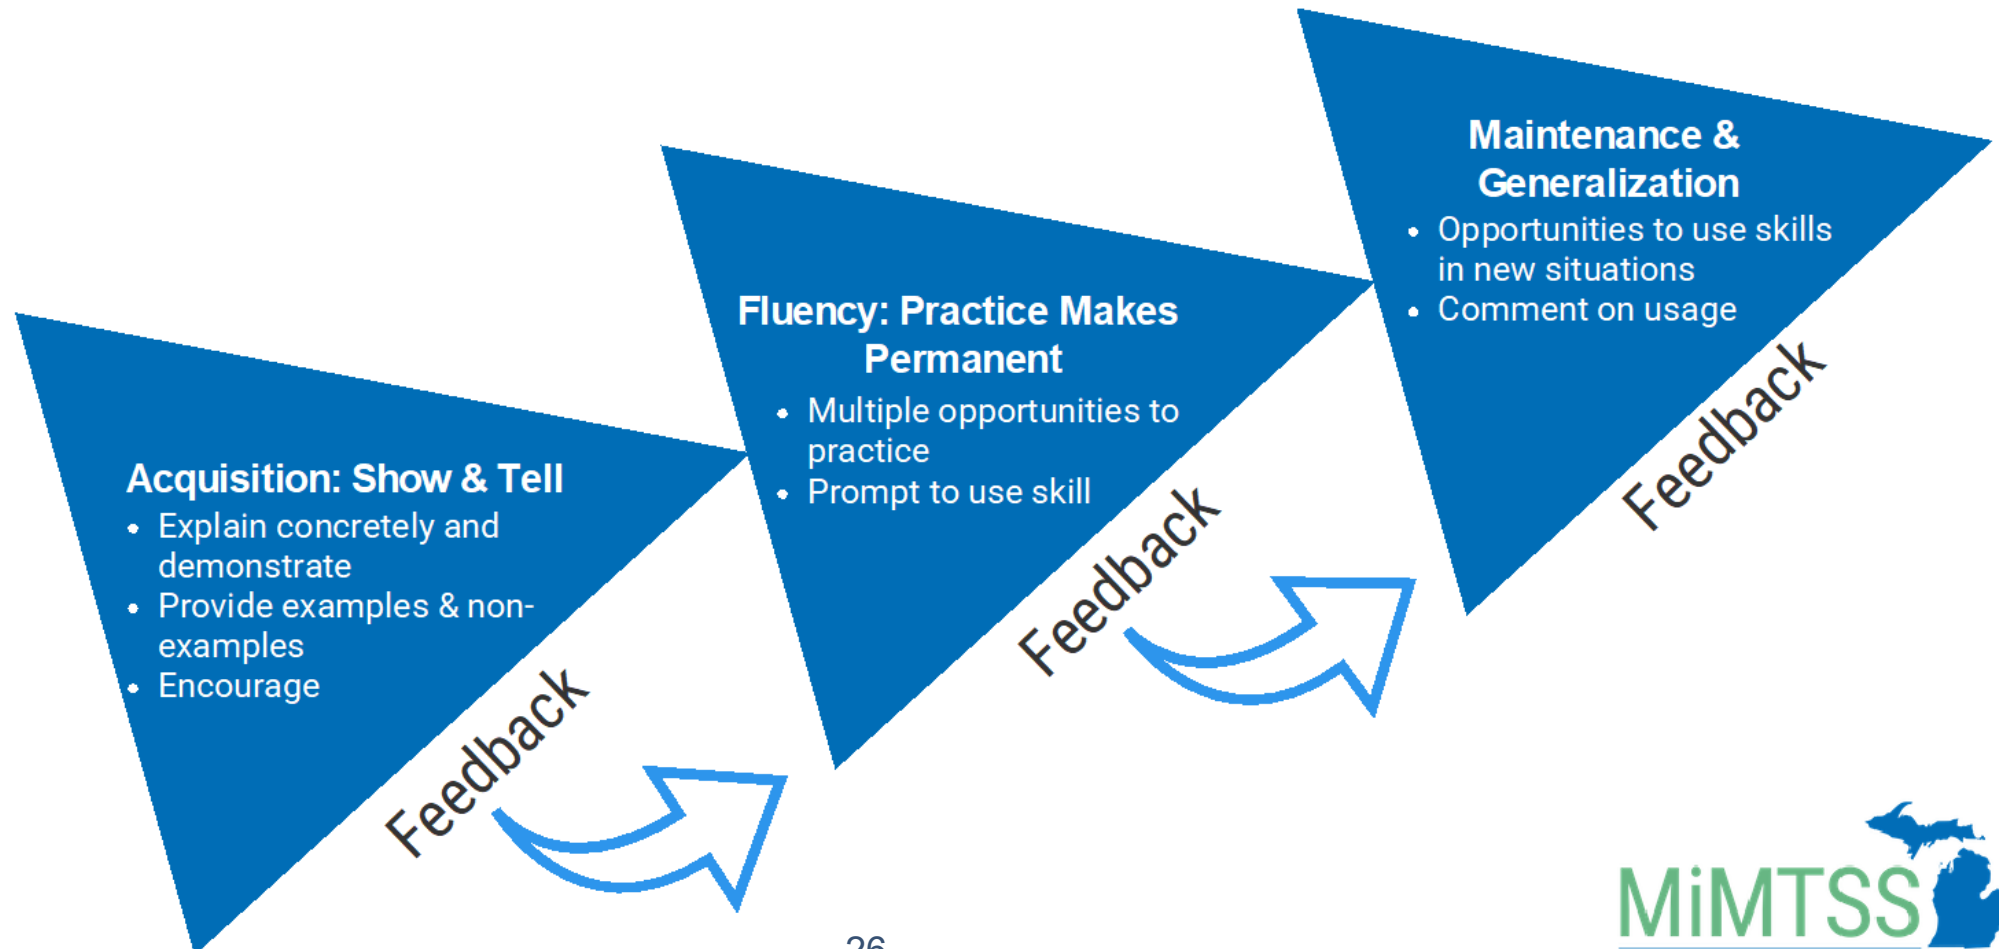 Acquisition: Show & Tell
• Explain concretely and
demonstrate
• Provide examples & non-
examples
• Encourage
Feedback
Fluency: Practice Makes
Permanent
• Multiple opportunities to
practice
• Prompt to use skill
Feedback
Maintenance &
Generalization
• Opportunities to use skills
in new situations
• Comment on usage
Feedback
26
MiMTSS